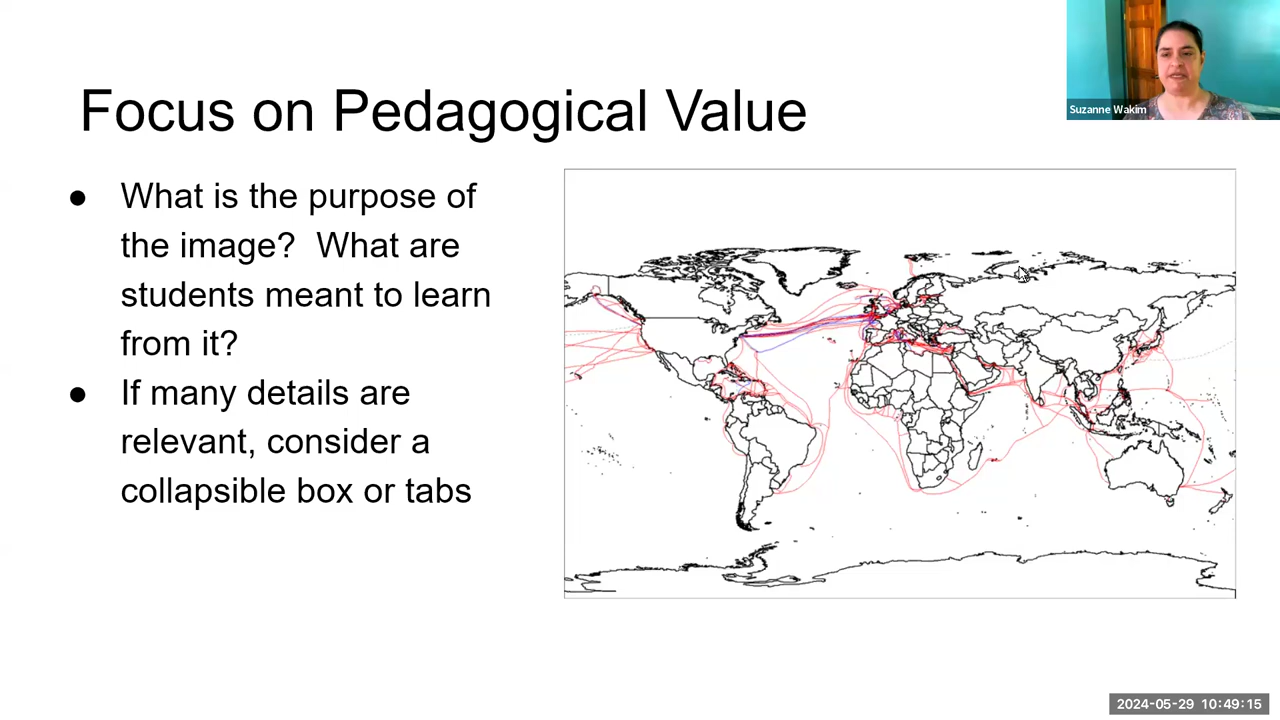 Suzanne Wakim
Focus on Pedagogical Value
● What is the purpose of
the image?  What are
students meant to learn
from it?
● If many details are
relevant, consider a
collapsible box or tabs
2024-05-29 10:49:15